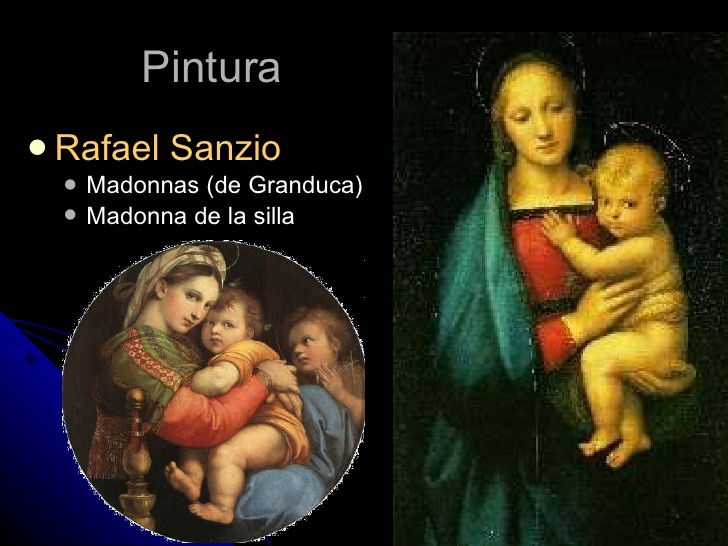 Pintura
Rafael Sanzio
Madonnas (de Granduca)
Madonna de la silla